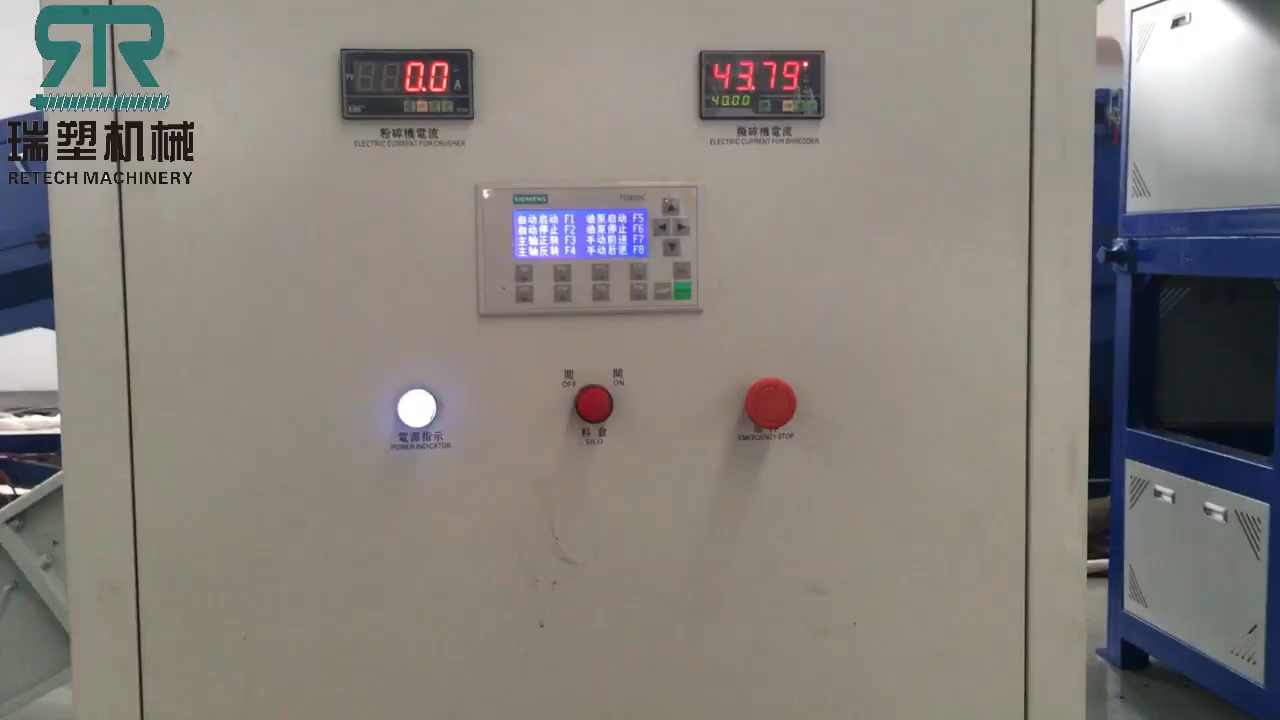 瑞塑机械
RETECH MACHINERY
PV
0.0
A
粉碎機電流
ELECTRIC CURRENT FOR CRUSHER
43.79
40.00
撕碎機電流
ELECTRIC CURRENT FOR SHREDDER
SIEMENS
TD400C
自动启动 F1 油泵启动 F5
自动停止 F2 油泵停止 F6
主轴正转 F3 手动前进 F7
主轴反转 F4 手动后退 F8
電源指示
POWER INDICATOR
關 開
OFF ON
料倉
SILO
EMERGENCY STOP